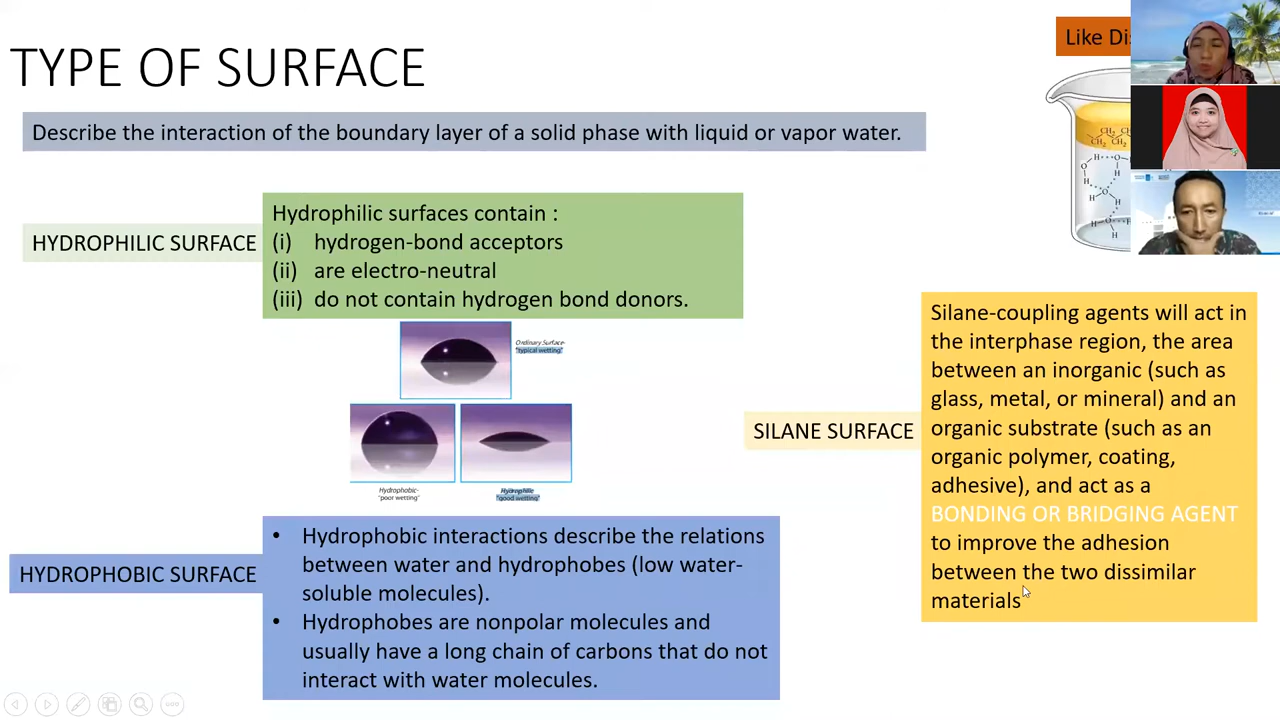 TYPE OF SURFACE
Like
Describe the interaction of the boundary layer of a solid phase with liquid or vapor water.
HYDROPHILIC SURFACE
Hydrophilic surfaces contain :
(i) hydrogen-bond acceptors
(ii) are electro-neutral
(iii) do not contain hydrogen bond donors.
Ordinary Surface-
"typical wetting"
Hydrophobic-
"poor wetting"
Hydrophilic
"good wetting"
SILANE SURFACE
Silane-coupling agents will act in
the interphase region, the area
between an inorganic (such as
glass, metal, or mineral) and an
organic substrate (such as an
organic polymer, coating,
adhesive), and act as a
BONDING OR BRIDGING AGENT
to improve the adhesion
between the two dissimilar
materials
HYDROPHOBIC SURFACE
• Hydrophobic interactions describe the relations
between water and hydrophobes (low water-
soluble molecules).
• Hydrophobes are nonpolar molecules and
usually have a long chain of carbons that do not
interact with water molecules.